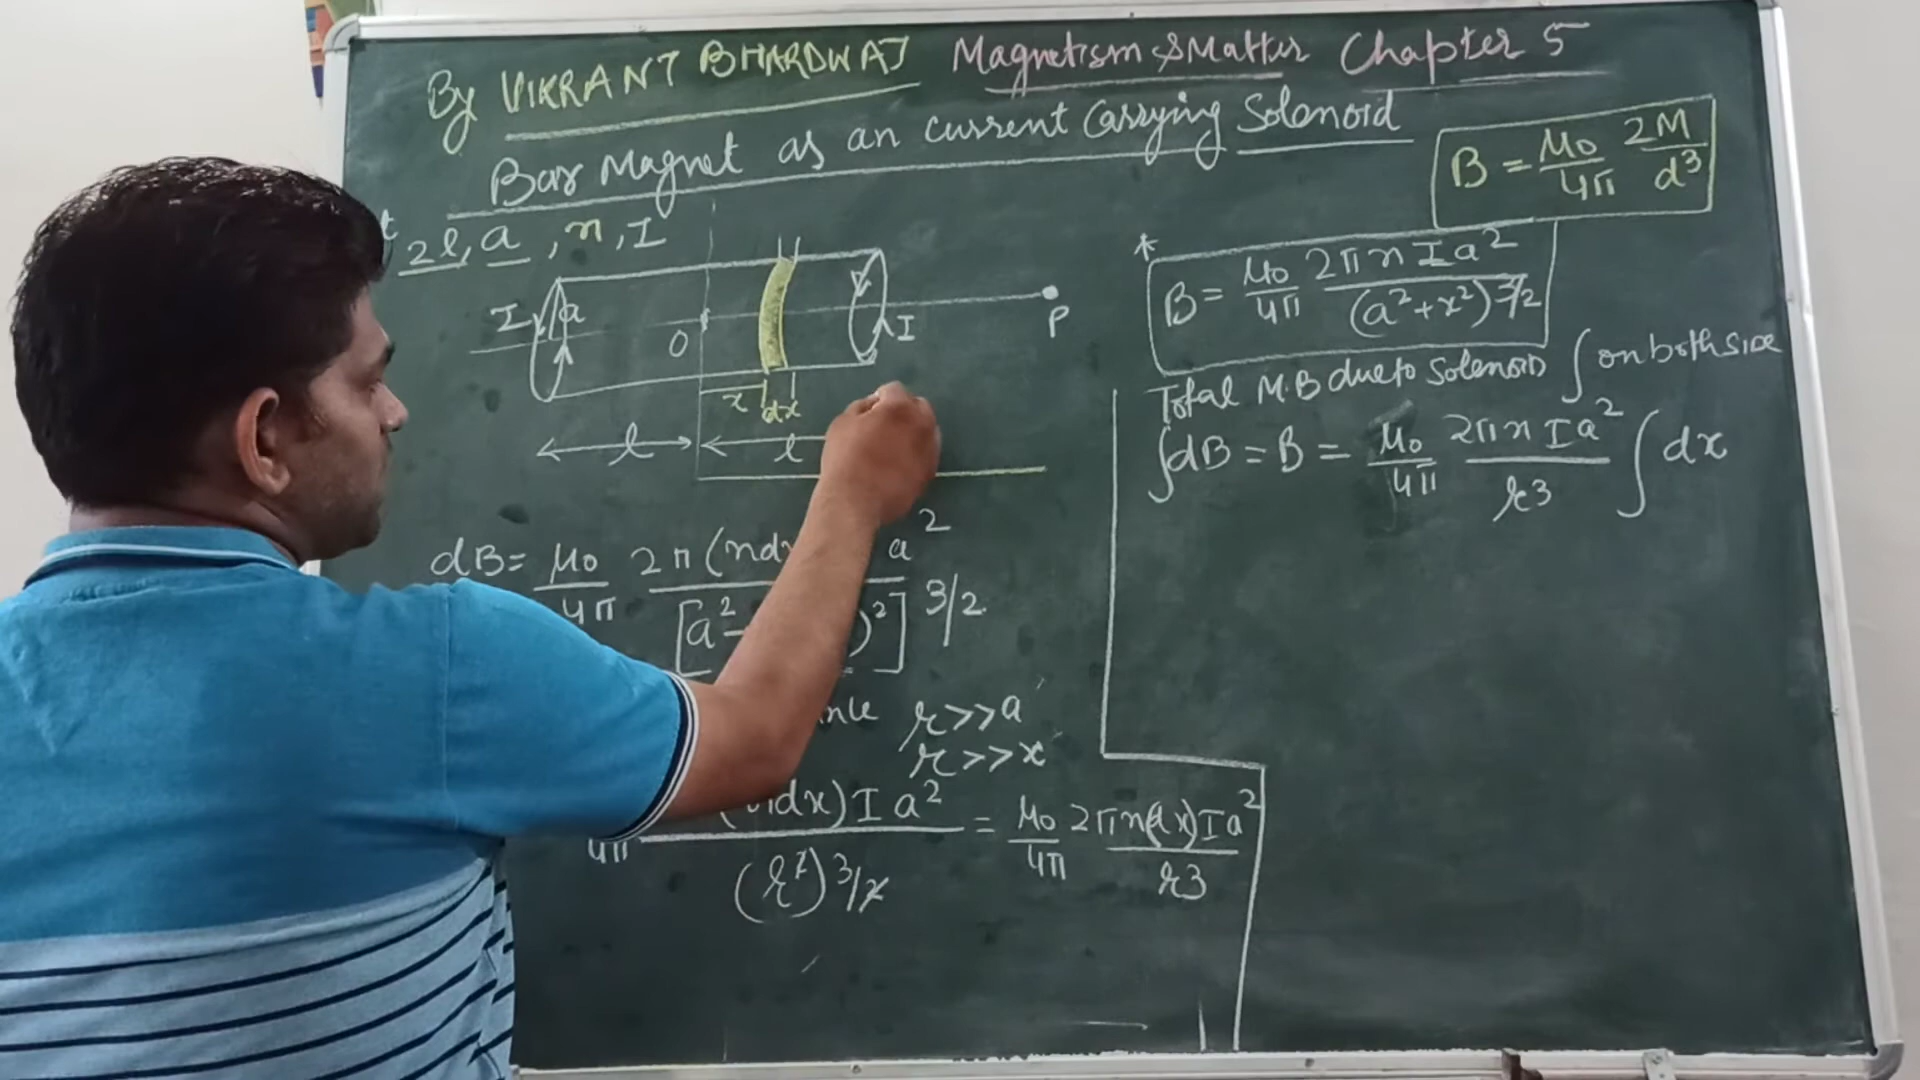 By VIKRANT BHARDWAJ Magnetism & Matter Chapter 5
Bar Magnet as an current Carrying Solenoid
B = μ₀/4π 2M/d³
2l, a, n, I
I a O I P
x dx
l l
dB = μ₀/4π 2π(ndx a² / [a² )²]^3/2
r>>a
r>>x
4π dx) I a² / (r²)^3/2 = μ₀/4π 2πn(dx)Ia² / r3
* B = μ₀/4π 2πnIa² / (a²+x²)^3/2
Total M.B due to Solenoid ∫ on both side
∫dB = B = μ₀/4π 2πnIa² / r3 ∫ dx